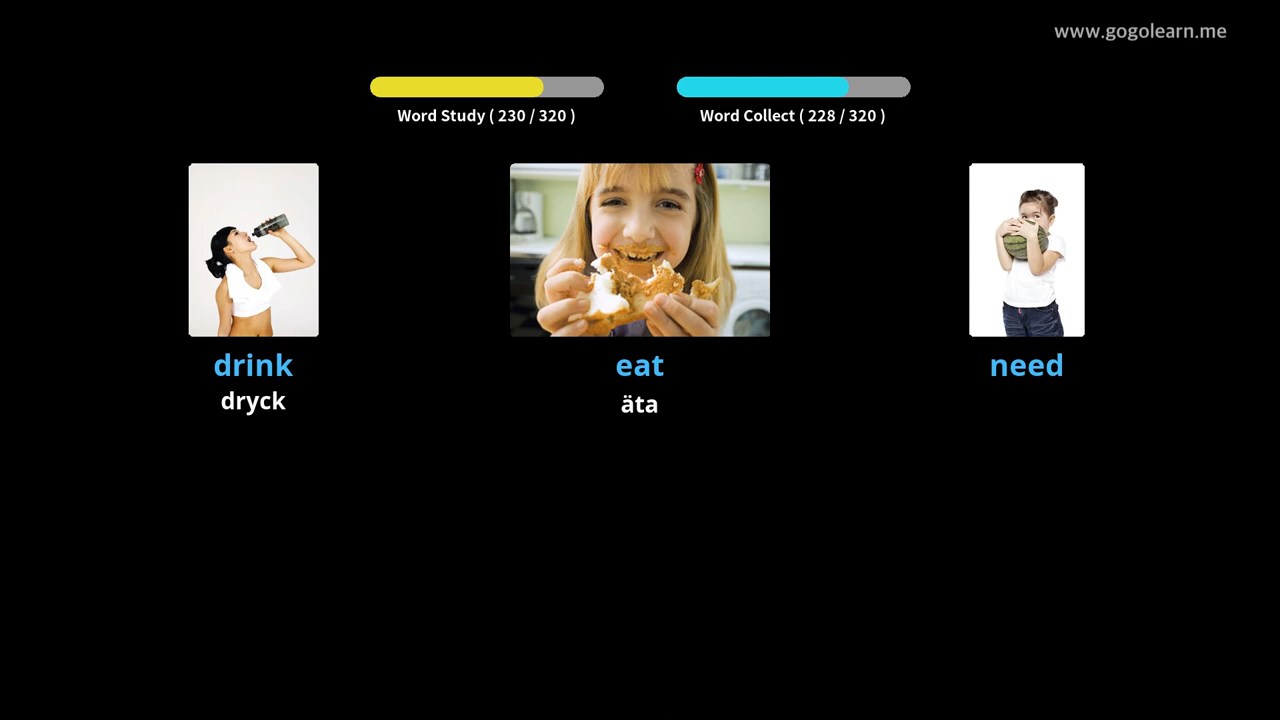 www.gogolearn.me
Word Study ( 230 / 320 )
Word Collect ( 228 / 320 )
drink
eat
need
dryck
äta